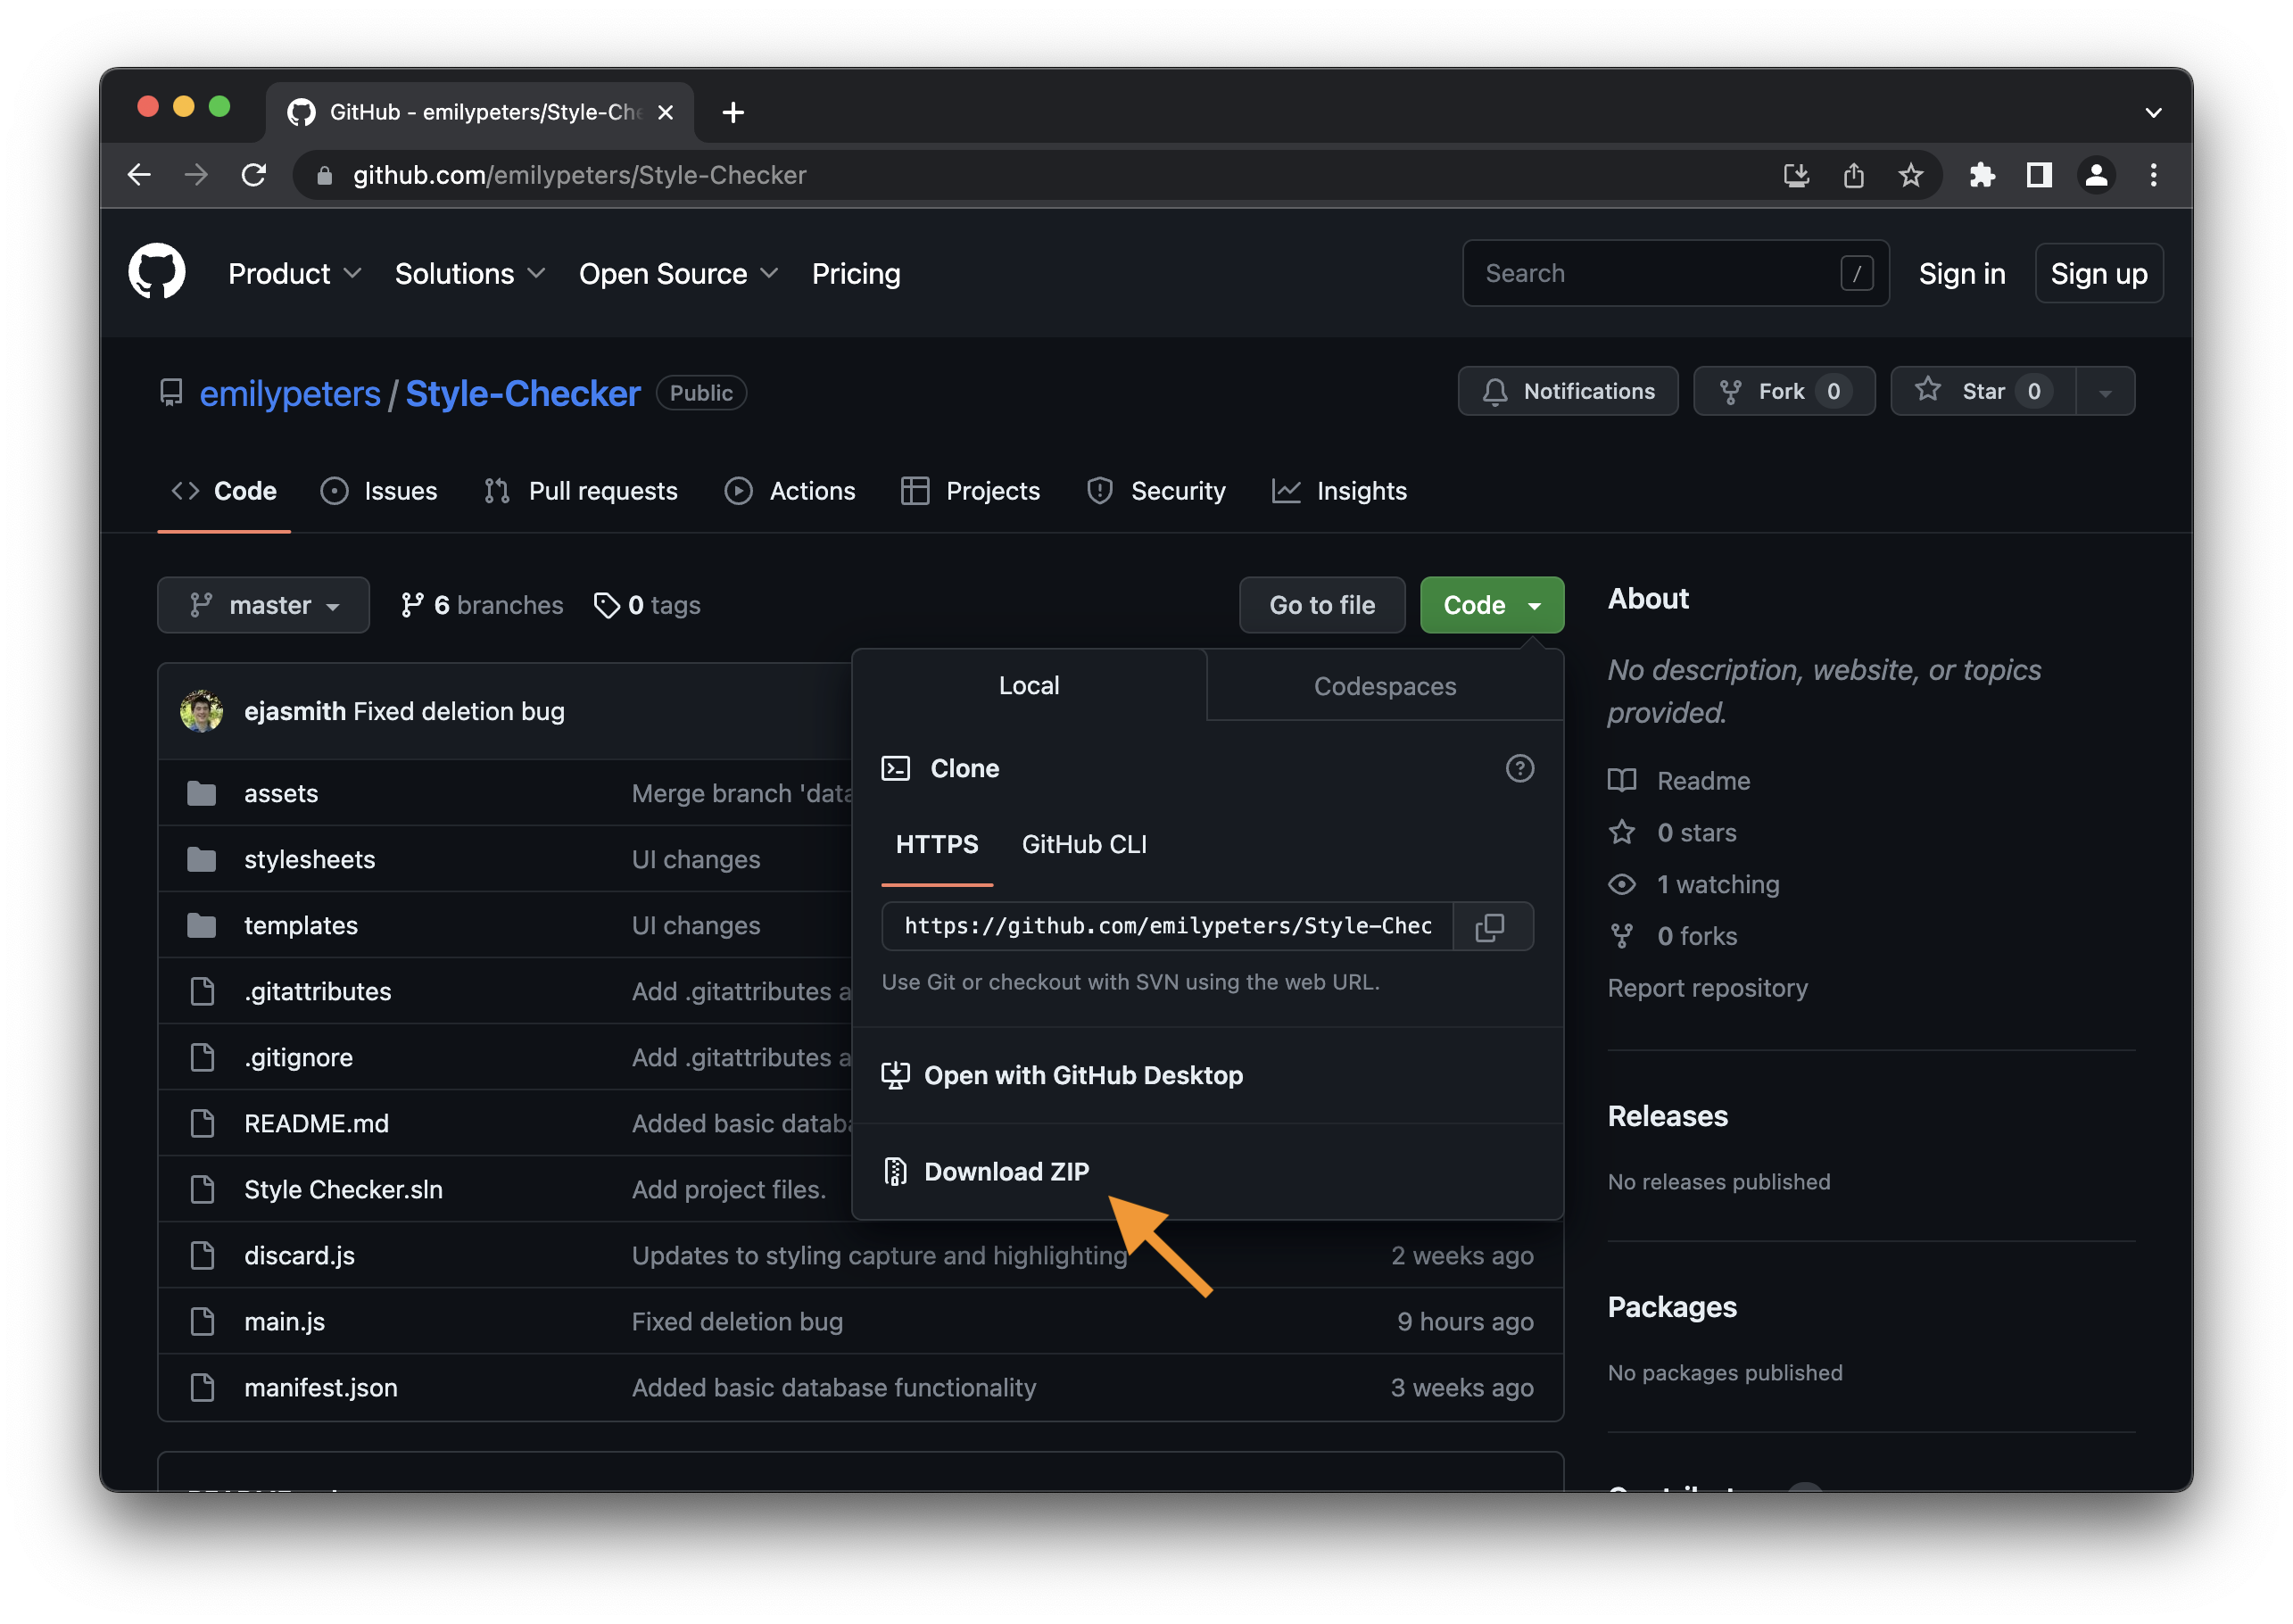 GitHub - emilypeters/Style-Che
github.com/emilypeters/Style-Checker
Product Solutions Open Source Pricing Search / Sign in Sign up
emilypeters / Style-Checker Public Notifications Fork 0 Star 0
Code Issues Pull requests Actions Projects Security Insights
master 6 branches 0 tags Go to file Code
Local Codespaces
Clone
HTTPS GitHub CLI
https://github.com/emilypeters/Style-Chec
Use Git or checkout with SVN using the web URL.
Open with GitHub Desktop
Download ZIP
ejasmith Fixed deletion bug
assets Merge branch 'data
stylesheets UI changes
templates UI changes
.gitattributes Add .gitattributes a
.gitignore Add .gitattributes a
README.md Added basic databa
Style Checker.sln Add project files.
discard.js Updates to styling capture and highlighting 2 weeks ago
main.js Fixed deletion bug 9 hours ago
manifest.json Added basic database functionality 3 weeks ago
About
No description, website, or topics
provided.
Readme
0 stars
1 watching
0 forks
Report repository
Releases
No releases published
Packages
No packages published